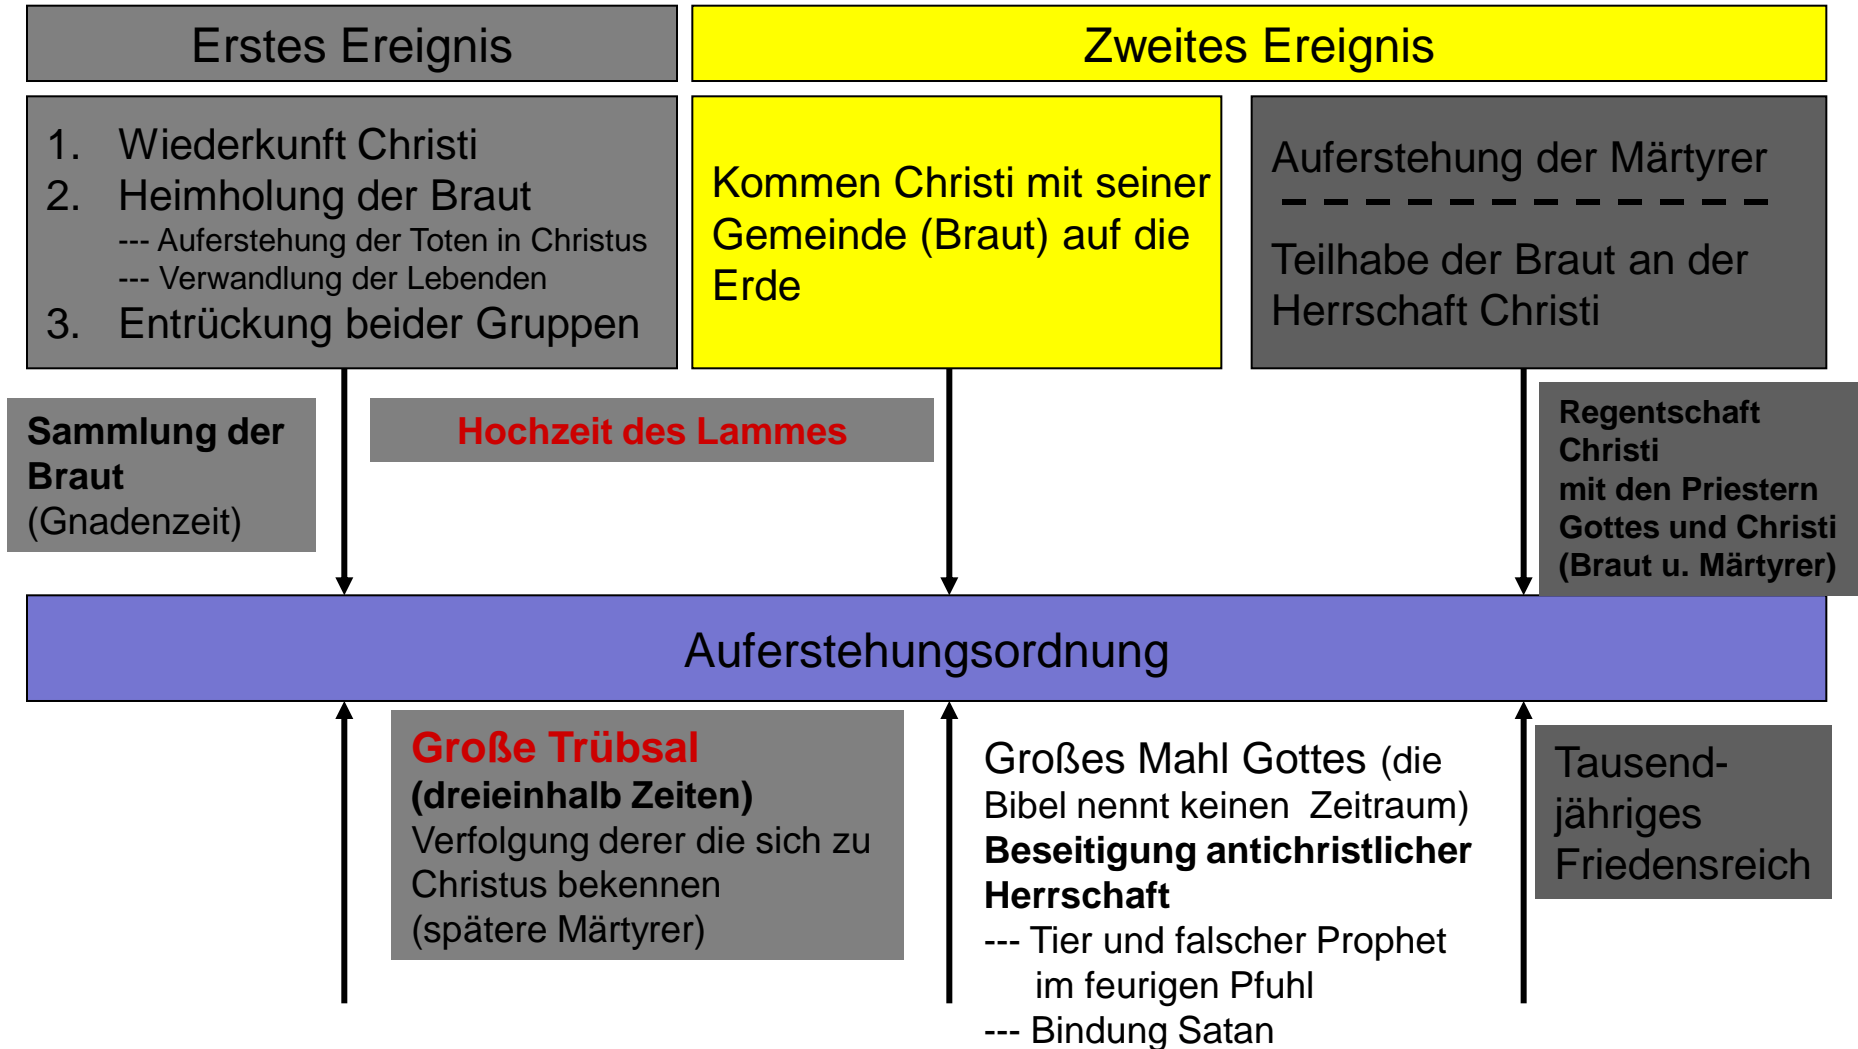 Erstes Ereignis
Zweites Ereignis
1. Wiederkunft Christi
2. Heimholung der Braut
--- Auferstehung der Toten in Christus
--- Verwandlung der Lebenden
3. Entrückung beider Gruppen
Kommen Christi mit seiner
Gemeinde (Braut) auf die
Erde
Auferstehung der Märtyrer
Teilhabe der Braut an der
Herrschaft Christi
Sammlung der
Braut
(Gnadenzeit)
Hochzeit des Lammes
Regentschaft
Christi
mit den Priestern
Gottes und Christi
(Braut u. Märtyrer)
Auferstehungsordnung
Große Trübsal
(dreieinhalb Zeiten)
Verfolgung derer die sich zu
Christus bekennen
(spätere Märtyrer)
Großes Mahl Gottes (die
Bibel nennt keinen Zeitraum)
Beseitigung antichristlicher
Herrschaft
--- Tier und falscher Prophet
im feurigen Pfuhl
--- Bindung Satan
Tausend-
jähriges
Friedensreich